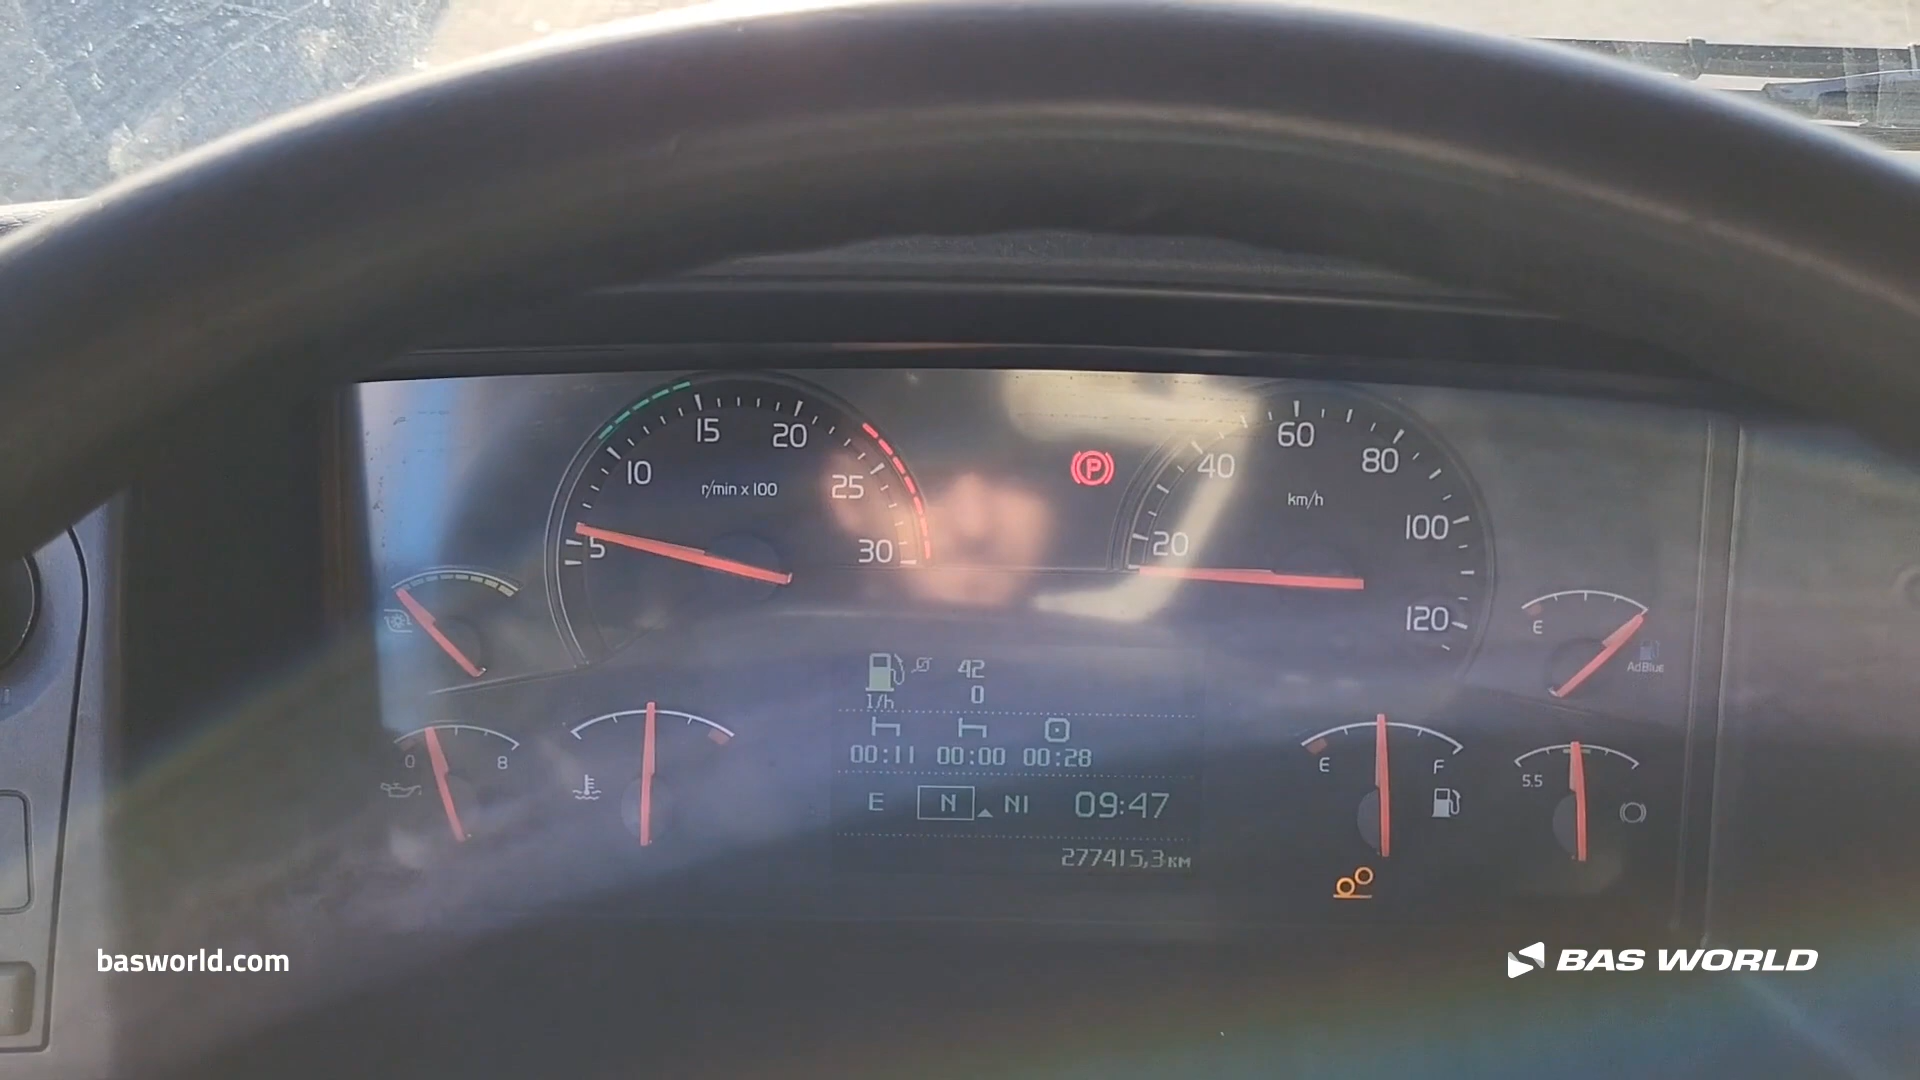 15 20
10 25
r/min x 100
5 30
P
60
40 80
km/h
20 100
120
E
AdBlue
42
l/h 0
00:11 00:00 00:28
0 8
E F
5.5
E N NI 09:47
277415,3 KM
basworld.com
BAS WORLD